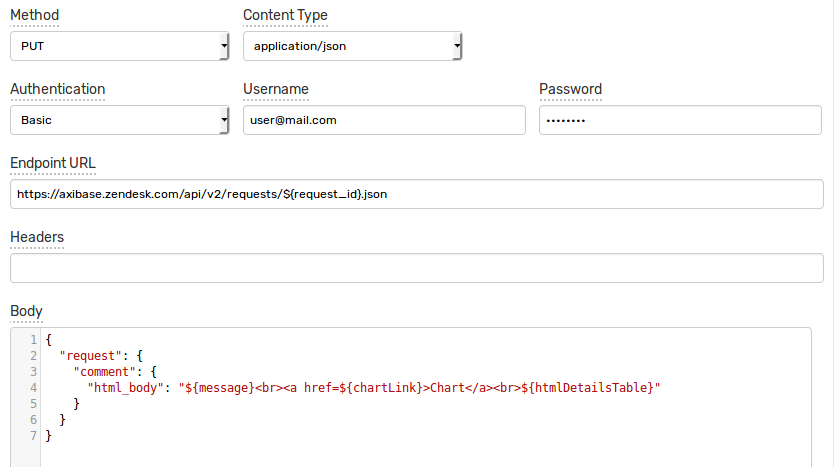 Method Content Type
PUT application/json
Authentication Username Password
Basic user@mail.com ••••••••
Endpoint URL
https://axibase.zendesk.com/api/v2/requests/${request_id}.json
Headers
Body
1 {
2 "request": {
3 "comment": {
4 "html_body": "${message}<br><a href=${chartLink}>Chart</a><br>${htmlDetailsTable}"
5 }
6 }
7 }